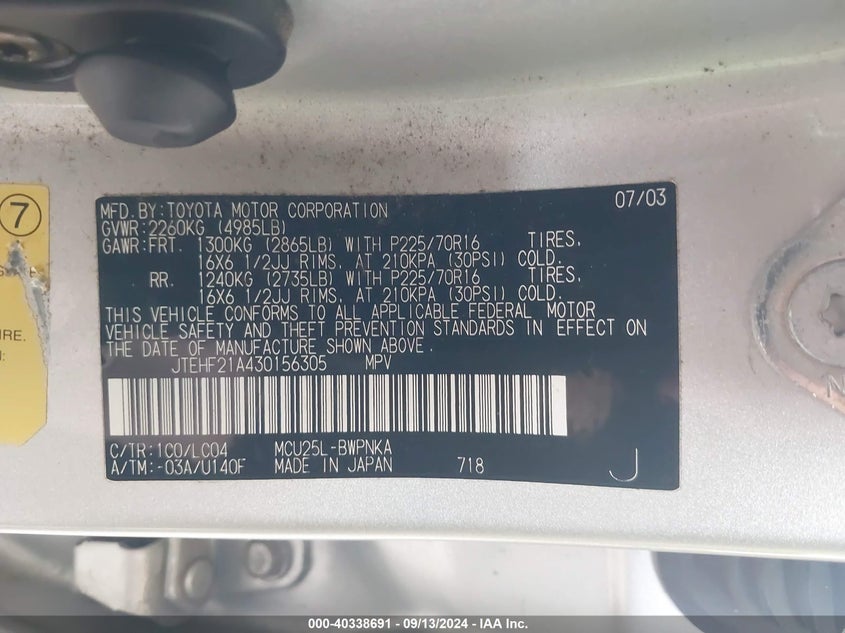 7
IRE.
MFD. BY: TOYOTA MOTOR CORPORATION 07/03
GVWR: 2260KG (4985LB)
GAWR: FRT. 1300KG (2865LB) WITH P225/70R16 TIRES,
16X6 1/2JJ RIMS, AT 210KPA (30PSI) COLD.
RR. 1240KG (2735LB) WITH P225/70R16 TIRES,
16X6 1/2JJ RIMS, AT 210KPA (30PSI) COLD.
THIS VEHICLE CONFORMS TO ALL APPLICABLE FEDERAL MOTOR
VEHICLE SAFETY AND THEFT PREVENTION STANDARDS IN EFFECT ON
THE DATE OF MANUFACTURE SHOWN ABOVE.
JTEHF21A430156305 MPV
C/TR: 1C0/LC04 MCU25L-BWPNKA
A/TM: -03A/U140F MADE IN JAPAN 718 J
000-40338691 - 09/13/2024 - IAA Inc.